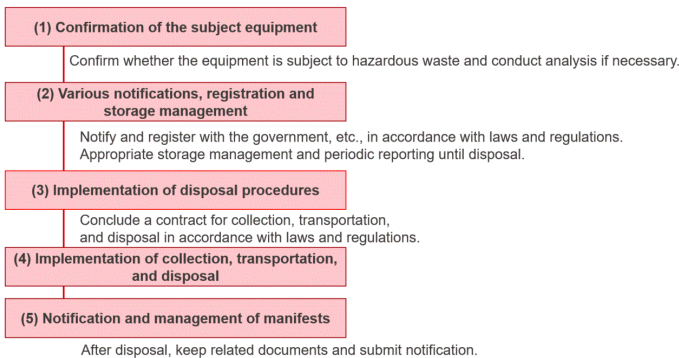 (1) Confirmation of the subject equipment
Confirm whether the equipment is subject to hazardous waste and conduct analysis if necessary.
(2) Various notifications, registration and
storage management
Notify and register with the government, etc., in accordance with laws and regulations.
Appropriate storage management and periodic reporting until disposal.
(3) Implementation of disposal procedures
Conclude a contract for collection, transportation,
and disposal in accordance with laws and regulations.
(4) Implementation of collection, transportation,
and disposal
(5) Notification and management of manifests
After disposal, keep related documents and submit notification.